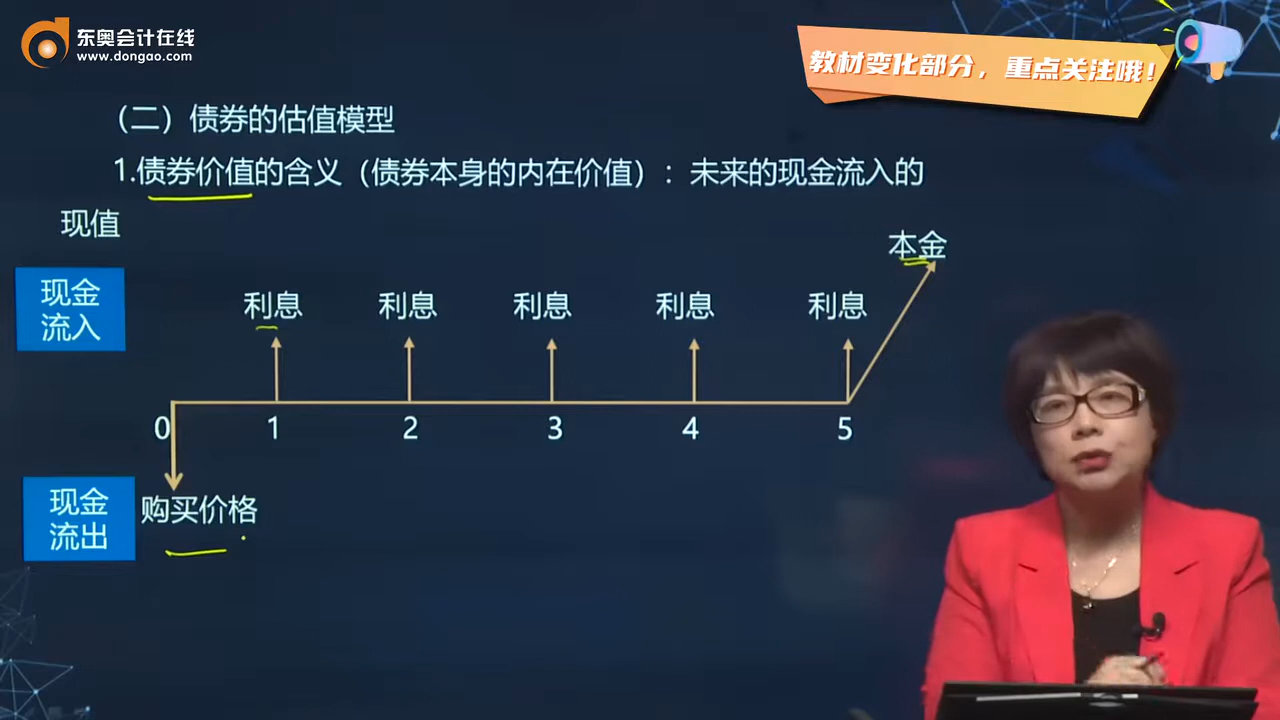 东奥会计在线
www.dongao.com
教材变化部分，重点关注哦！
（二）债券的估值模型
1.债券价值的含义（债券本身的内在价值）：未来的现金流入的
现值
本金
现金
流入
利息 利息 利息 利息 利息
0 1 2 3 4 5
现金
流出
购买价格